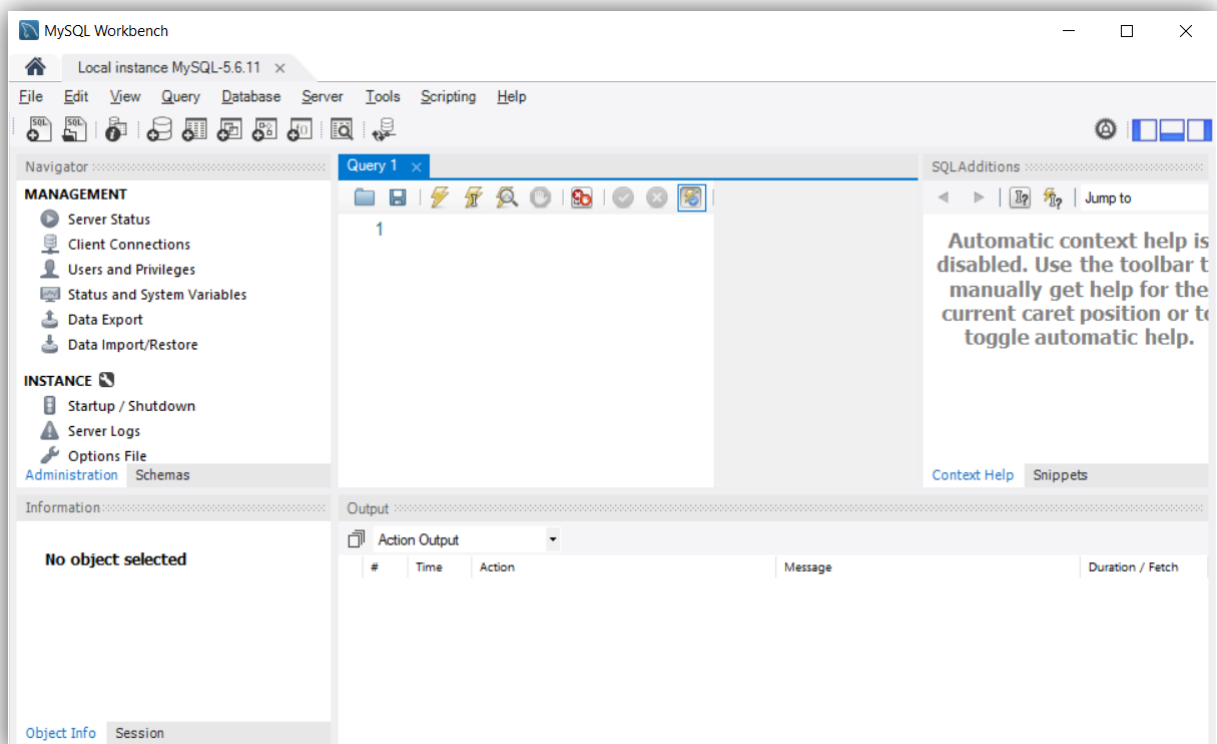 MySQL Workbench
Local instance MySQL-5.6.11
File Edit View Query Database Server Tools Scripting Help
SQL SQL
Navigator
MANAGEMENT
Server Status
Client Connections
Users and Privileges
Status and System Variables
Data Export
Data Import/Restore
INSTANCE
Startup / Shutdown
Server Logs
Options File
Administration Schemas
Query 1
1
SQLAdditions
Jump to
Automatic context help is
disabled. Use the toolbar t
manually get help for the
current caret position or to
toggle automatic help.
Context Help Snippets
Information
No object selected
Object Info Session
Output
Action Output
# Time Action Message Duration / Fetch